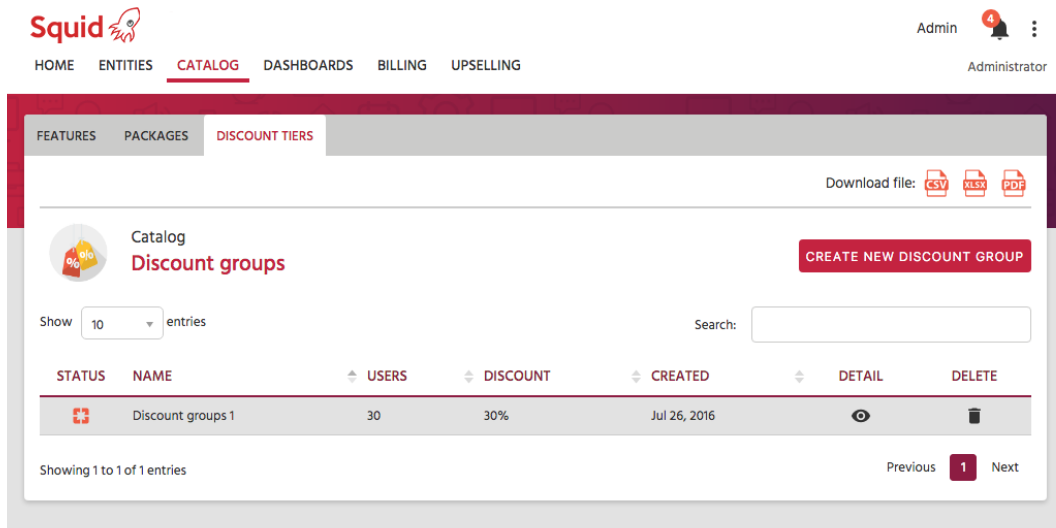 Squid
Admin 4
HOME ENTITIES CATALOG DASHBOARDS BILLING UPSELLING Administrator
FEATURES PACKAGES DISCOUNT TIERS
Download file: CSV XLSX PDF
Catalog
Discount groups
CREATE NEW DISCOUNT GROUP
% %
Show 10 entries Search:
STATUS NAME USERS DISCOUNT CREATED DETAIL DELETE
Discount groups 1 30 30% Jul 26, 2016
Showing 1 to 1 of 1 entries Previous 1 Next